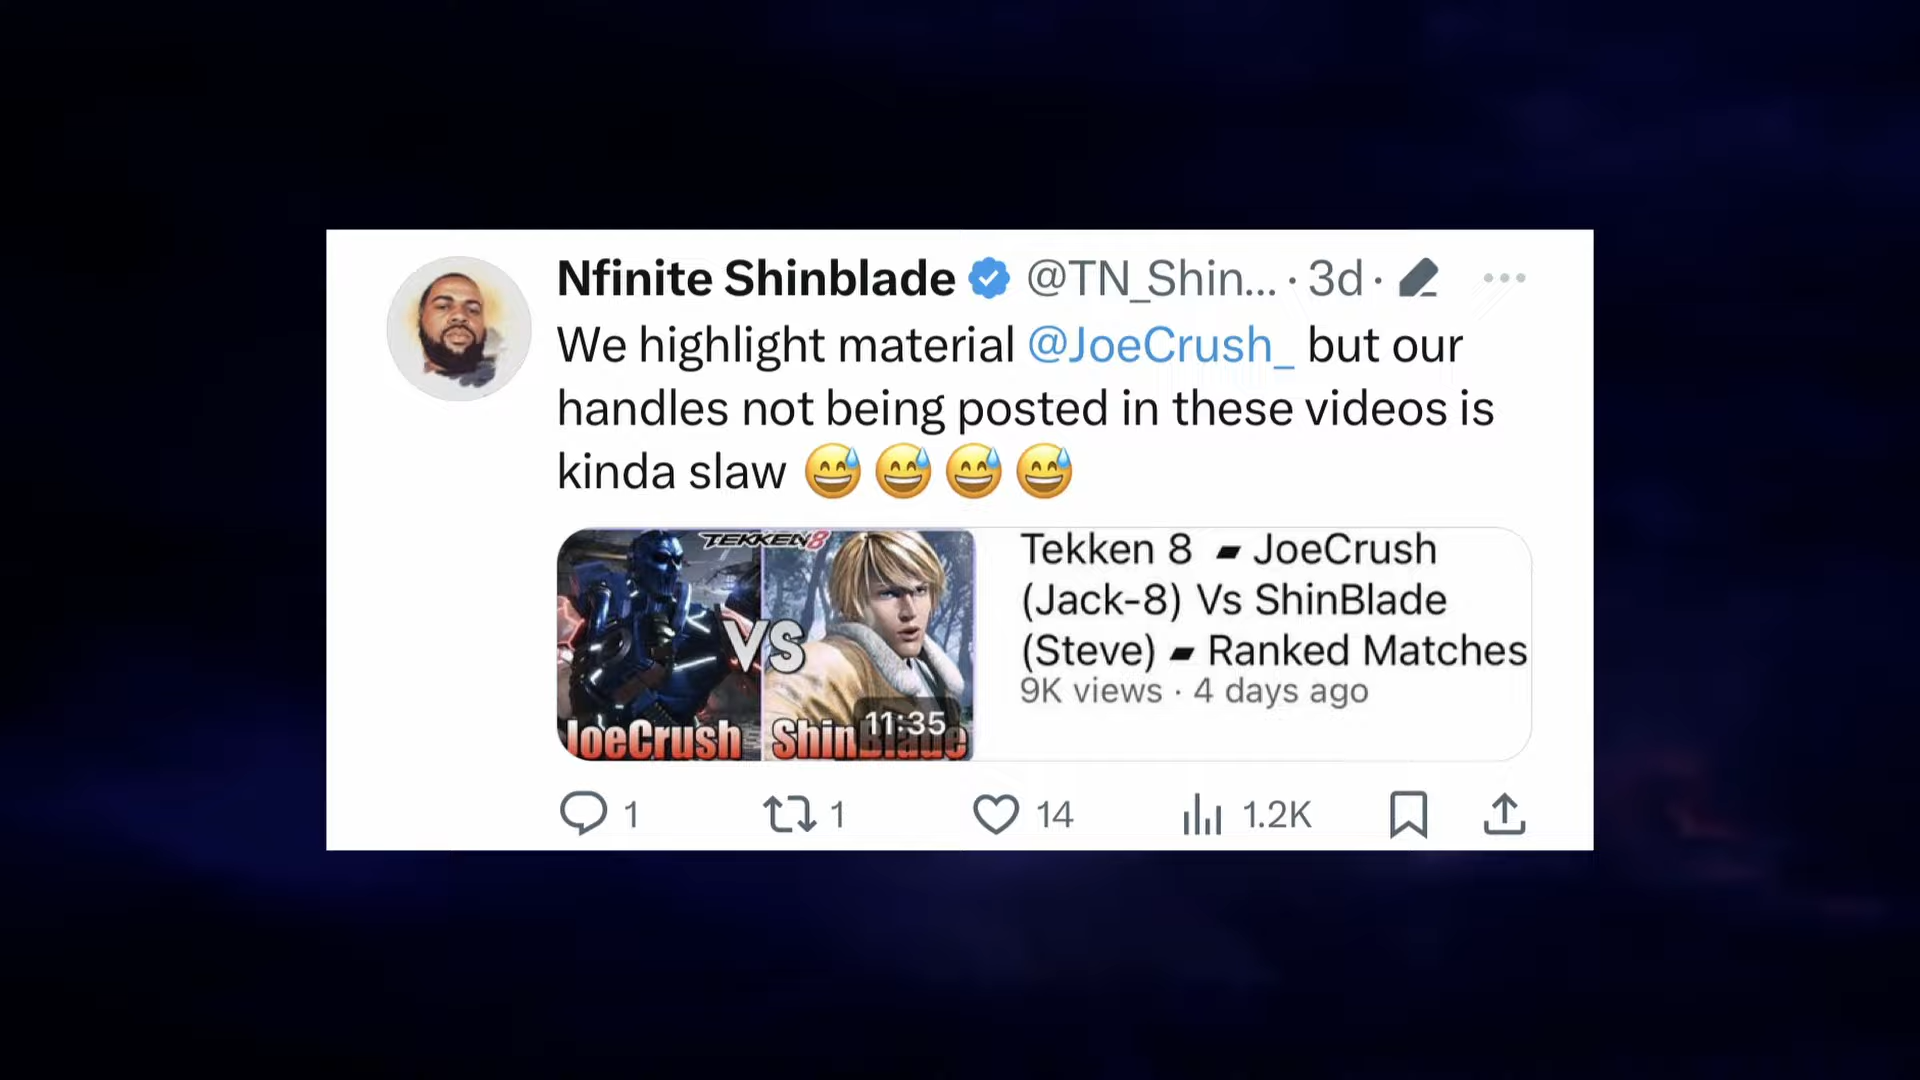 Nfinite Shinblade @TN_Shin... · 3d ·
We highlight material @JoeCrush_ but our
handles not being posted in these videos is
kinda slaw 😅 😅 😅 😅
TEKKEN 8
VS
JoeCrush
ShinBlade
11:35
Tekken 8 ▰ JoeCrush
(Jack-8) Vs ShinBlade
(Steve) ▰ Ranked Matches
9K views · 4 days ago
1 1 14 1.2K